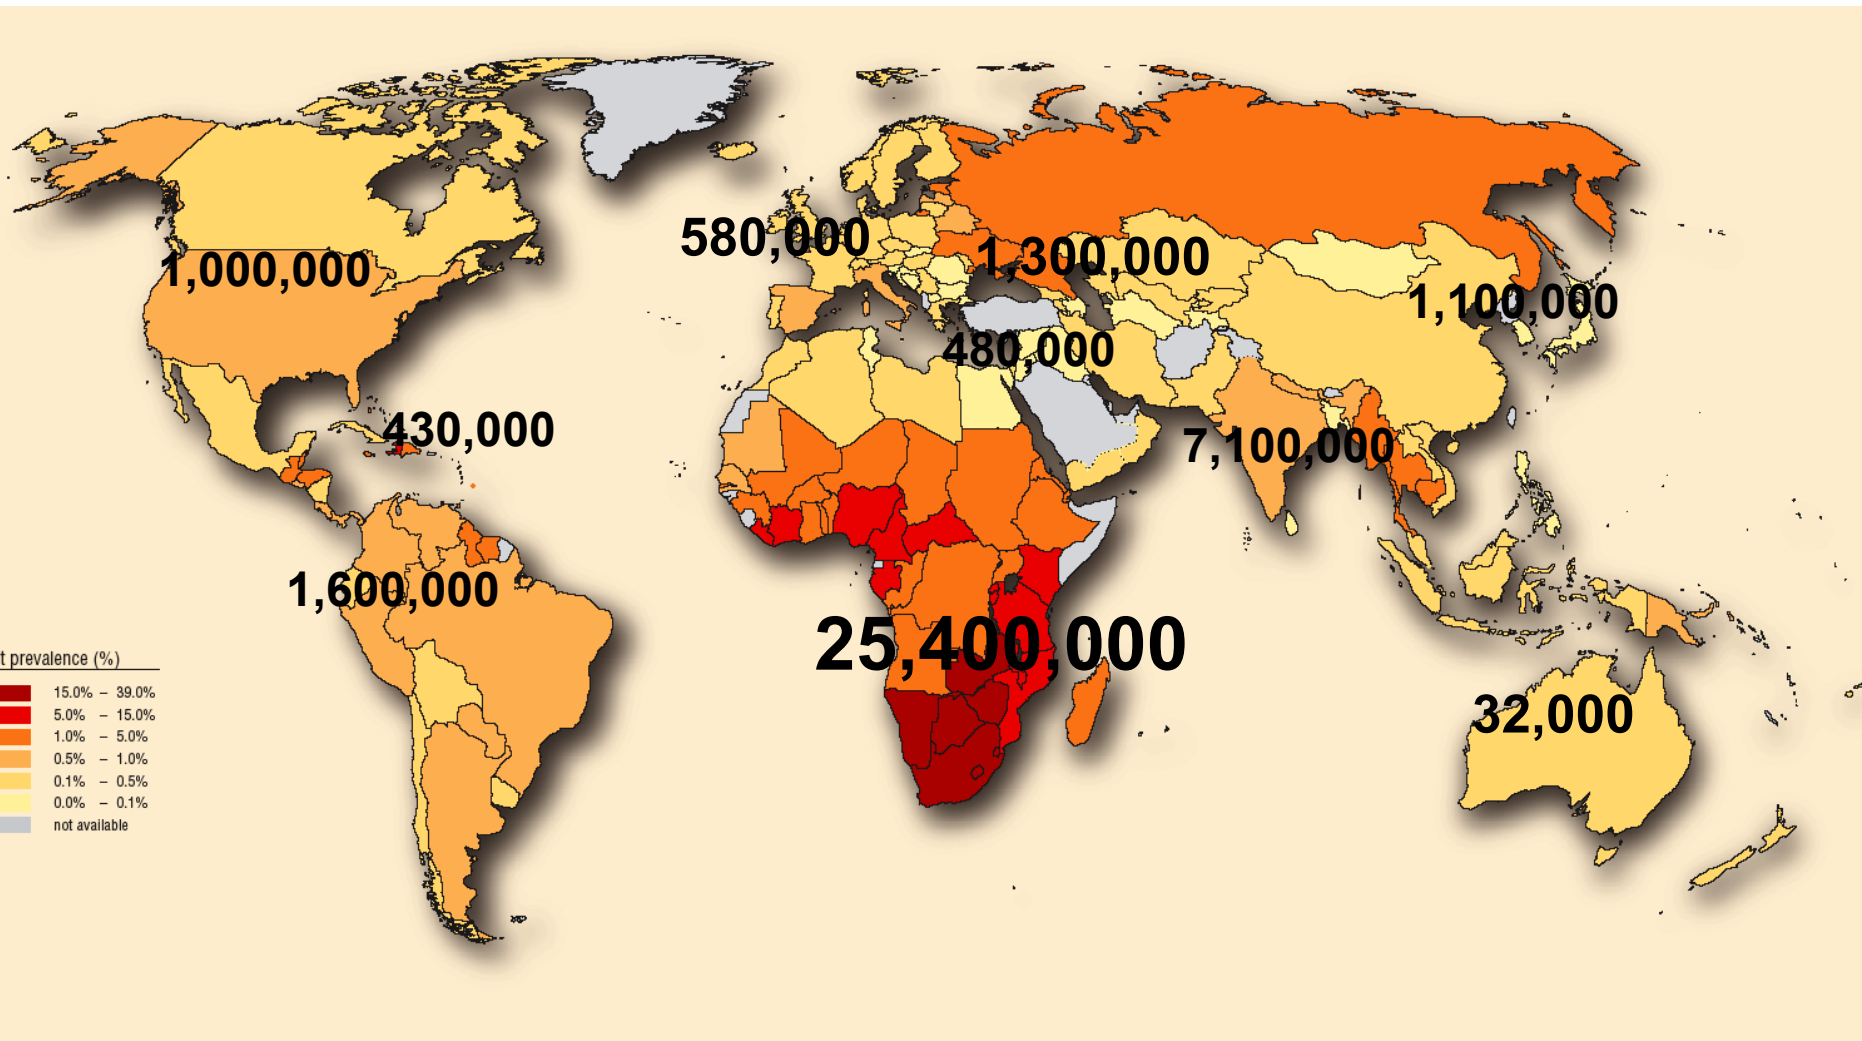 580,000
1,300,000
1,000,000
1,100,000
480,000
430,000
7,100,000
1,600,000
25,400,000
32,000
t prevalence (%)
15.0% – 39.0%
5.0% – 15.0%
1.0% – 5.0%
0.5% – 1.0%
0.1% – 0.5%
0.0% – 0.1%
not available